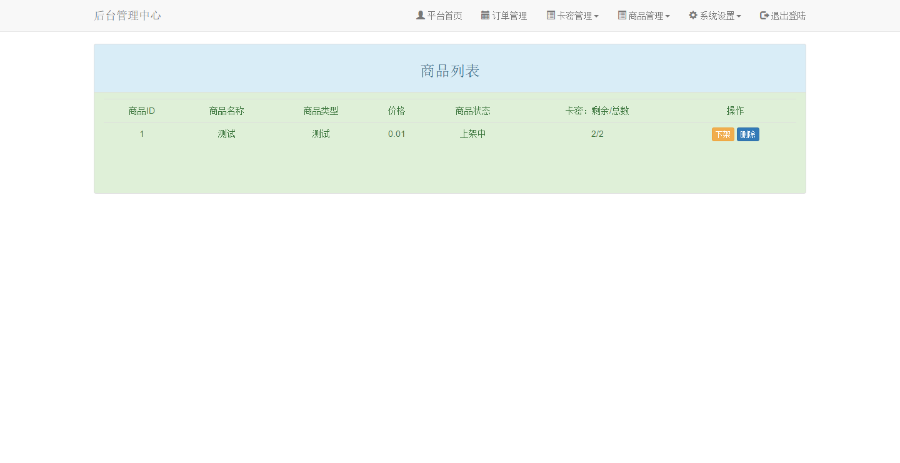 后台管理中心 平台首页 订单管理 卡密管理 商品管理 系统设置 退出登陆
商品列表
商品ID 商品名称 商品类型 价格 商品状态 卡密：剩余/总数 操作
1 测试 测试 0.01 上架中 2/2 下架 删除